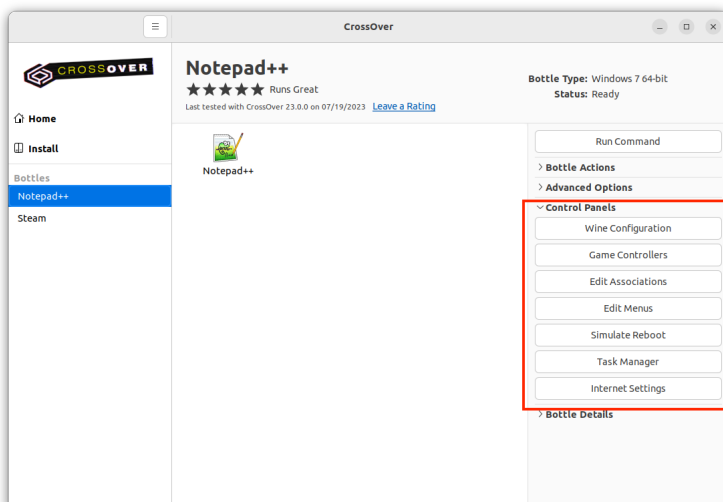 CrossOver
CROSSOVER
Home
Install
Bottles
Notepad++
Steam
Notepad++
Runs Great
Last tested with CrossOver 23.0.0 on 07/19/2023 Leave a Rating
Bottle Type: Windows 7 64-bit
Status: Ready
Notepad++
Run Command
Bottle Actions
Advanced Options
Control Panels
Wine Configuration
Game Controllers
Edit Associations
Edit Menus
Simulate Reboot
Task Manager
Internet Settings
Bottle Details